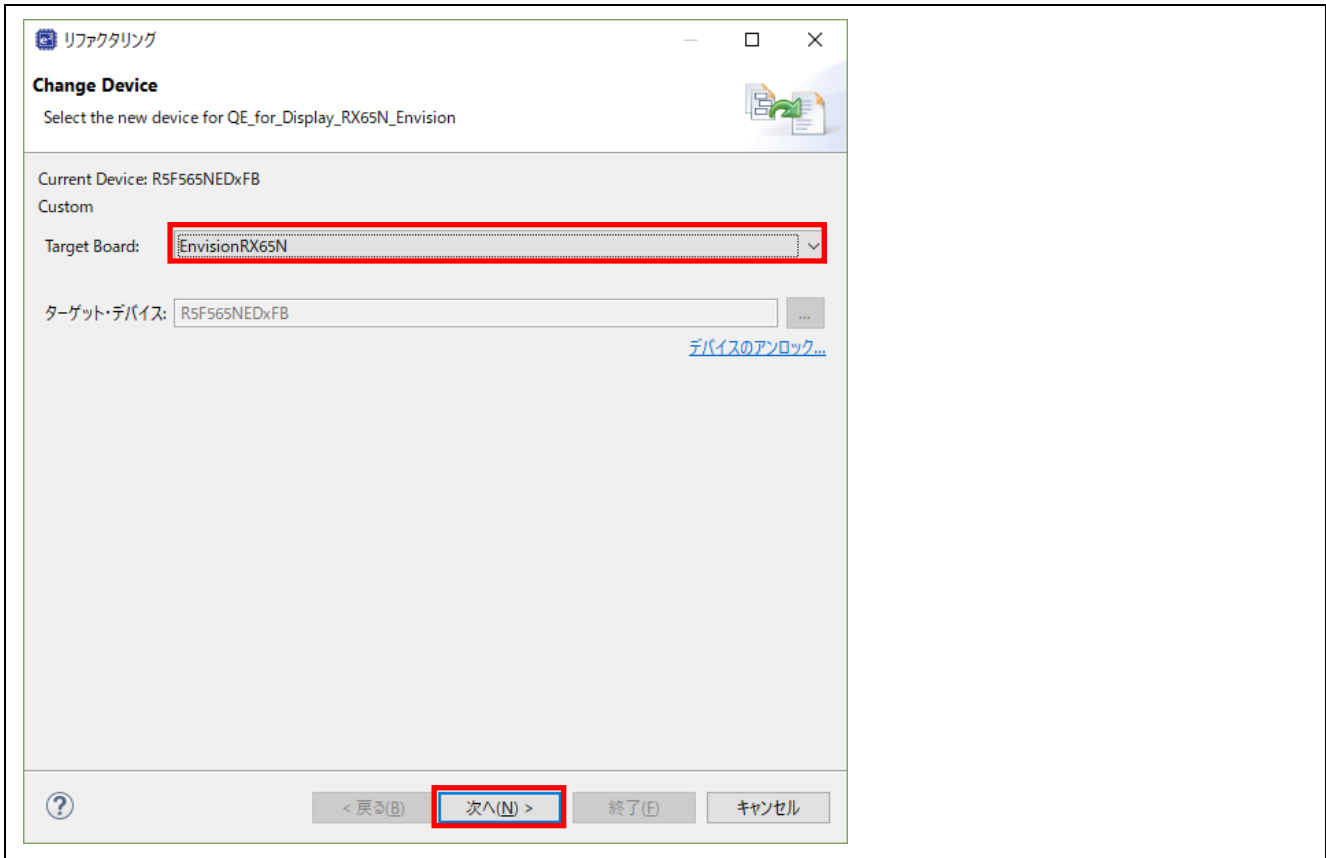 リファクタリング
Change Device
Select the new device for QE_for_Display_RX65N_Envision
Current Device: R5F565NEDxFB
Custom
Target Board: EnvisionRX65N
ターゲット・デバイス: R5F565NEDxFB ...
デバイスのアンロック...
? < 戻る(B) 次へ(N) > 終了(F) キャンセル